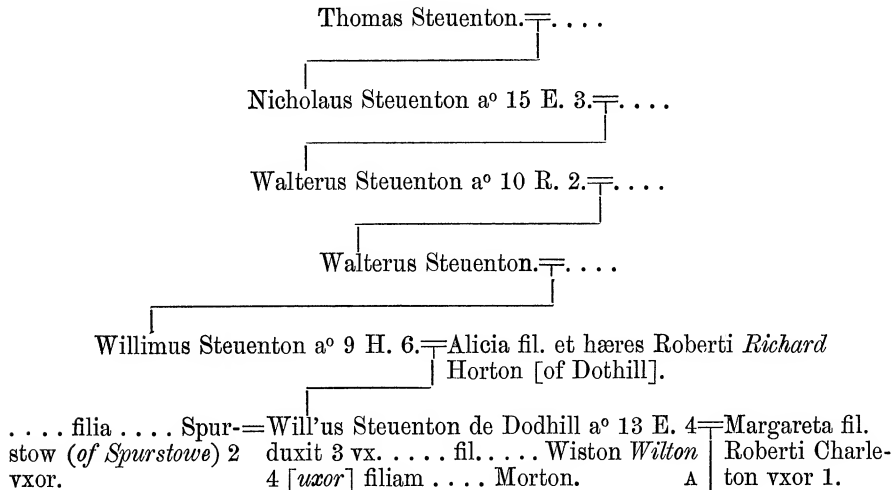 Thomas Steuenton. . . . .
Nicholaus Steuenton aº 15 E. 3. . . . .
Walterus Steuenton aº 10 R. 2. . . . .
Walterus Steuenton. . . . .
Willimus Steuenton aº 9 H. 6.
Alicia fil. et hæres Roberti Richard
Horton [of Dothill].
. . . . filia . . . . Spur-
stow (of Spurstowe) 2
vxor.
Will'us Steuenton de Dodhill aº 13 E. 4
duxit 3 vx. . . . . . fil. . . . . . Wiston Wilton
4 [uxor] filiam . . . . Morton.
A
Margareta fil.
Roberti Charle-
ton vxor 1.